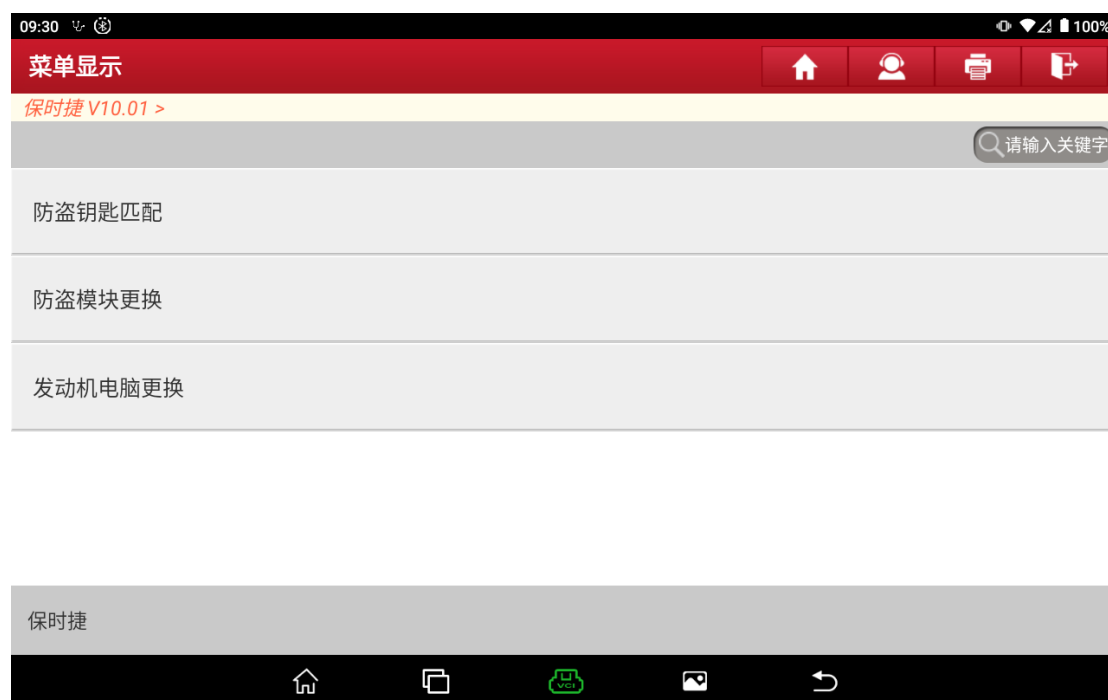 09:30
100%
菜单显示
保时捷 V10.01 >
请输入关键字
防盗钥匙匹配
防盗模块更换
发动机电脑更换
保时捷
VCI